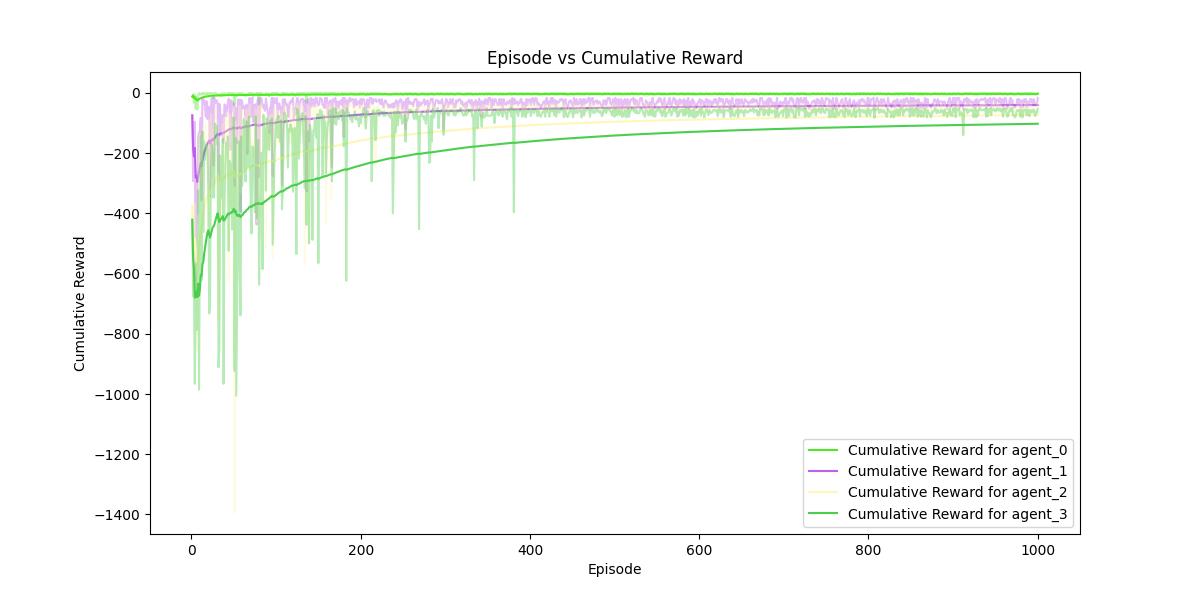 Episode vs Cumulative Reward
0
−200
−400
−600
−800
−1000
−1200
−1400
Cumulative Reward
Cumulative Reward for agent_0
Cumulative Reward for agent_1
Cumulative Reward for agent_2
Cumulative Reward for agent_3
0 200 400 600 800 1000
Episode